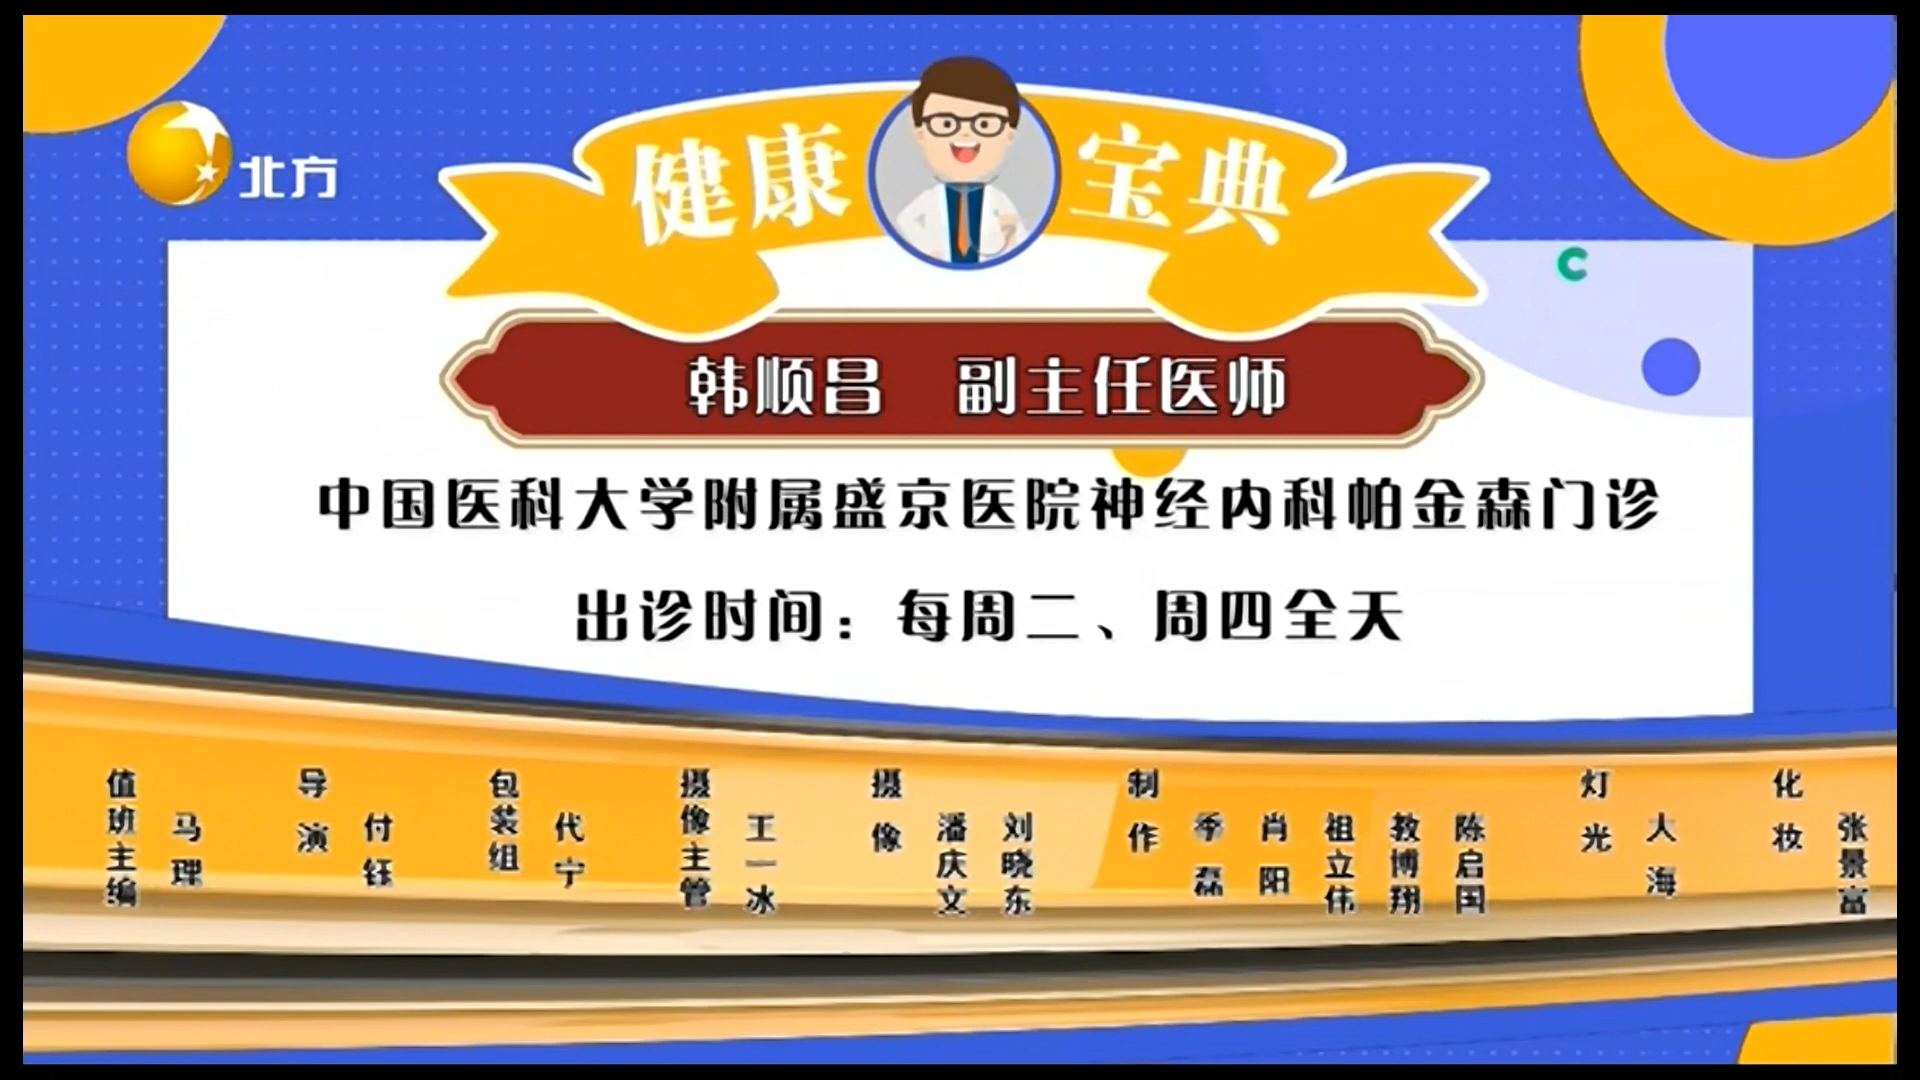 北方
健康宝典
韩顺昌 副主任医师
中国医科大学附属盛京医院神经内科帕金森门诊
出诊时间：每周二、周四全天
值班主编
马理
导演
付钰
包装组
代宁
摄像主管
王一冰
摄像
潘庆文
刘晓东
制作
季磊
肖阳
祖立伟
教博翔
陈启国
灯光
大海
化妆
张景富